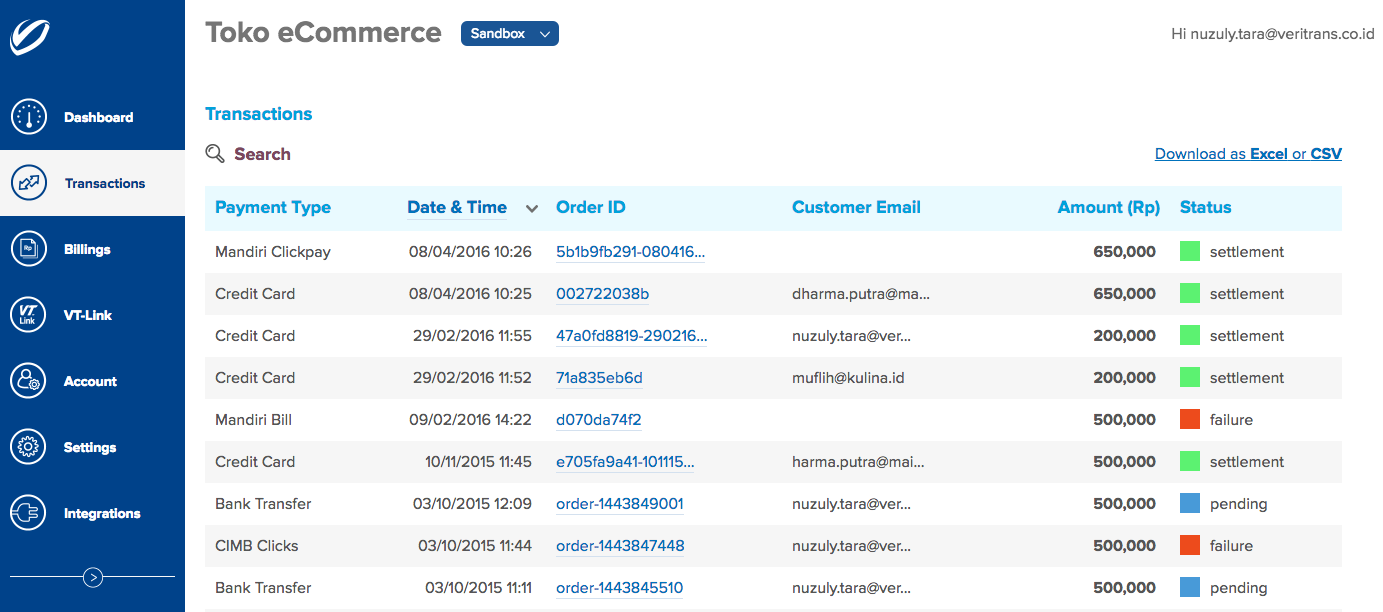 Toko eCommerce Sandbox
Hi nuzuly.tara@veritrans.co.id
Dashboard
Transactions
Billings
Rp
VT-Link
VT
Link
Account
Settings
Integrations
Transactions
Search
Download as Excel or CSV
Payment Type Date & Time Order ID Customer Email Amount (Rp) Status
Mandiri Clickpay 08/04/2016 10:26 5b1b9fb291-080416... 650,000 settlement
Credit Card 08/04/2016 10:25 002722038b dharma.putra@ma... 650,000 settlement
Credit Card 29/02/2016 11:55 47a0fd8819-290216... nuzuly.tara@ver... 200,000 settlement
Credit Card 29/02/2016 11:52 71a835eb6d muflih@kulina.id 200,000 settlement
Mandiri Bill 09/02/2016 14:22 d070da74f2 500,000 failure
Credit Card 10/11/2015 11:45 e705fa9a41-101115... harma.putra@mai... 500,000 settlement
Bank Transfer 03/10/2015 12:09 order-1443849001 nuzuly.tara@ver... 500,000 pending
CIMB Clicks 03/10/2015 11:44 order-1443847448 nuzuly.tara@ver... 500,000 failure
Bank Transfer 03/10/2015 11:11 order-1443845510 nuzuly.tara@ver... 500,000 pending